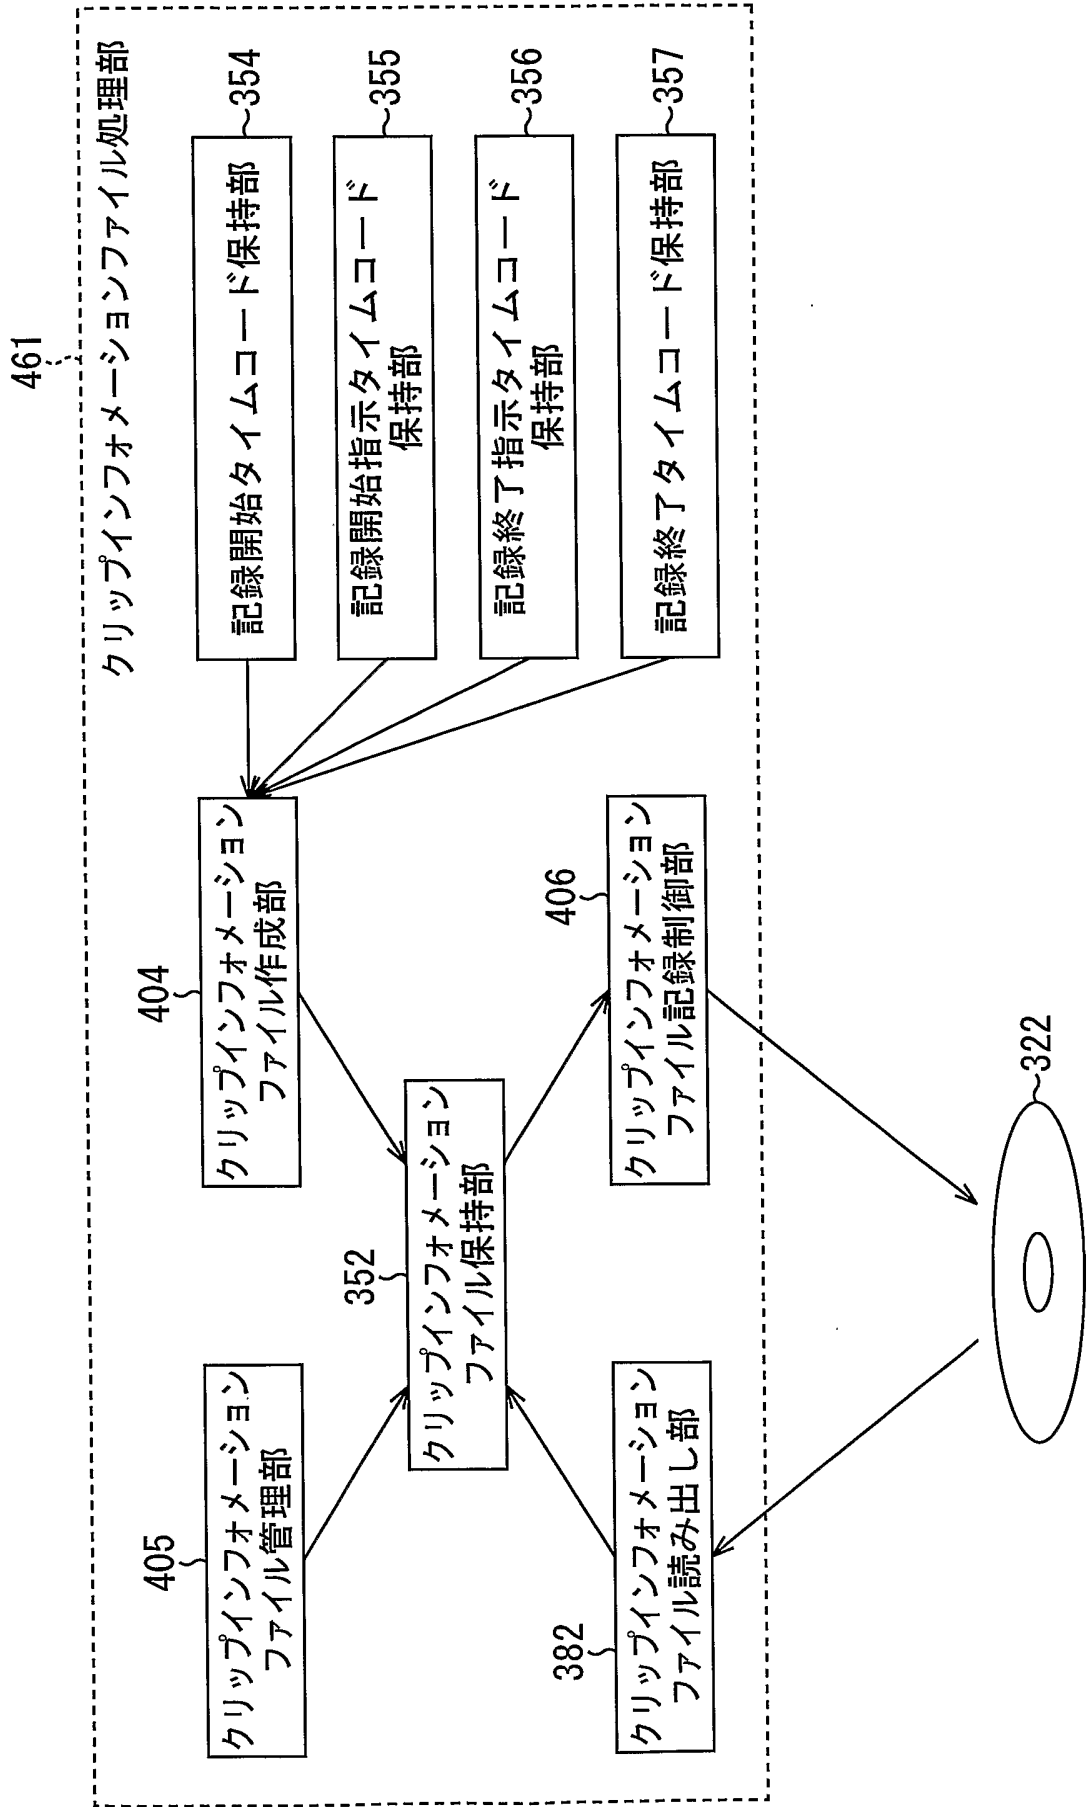 461
クリップインフォメーションファイル処理部
405
クリップインフォメーション
ファイル管理部
404
クリップインフォメーション
ファイル作成部
記録開始タイムコード保持部
354
記録開始指示タイムコード
保持部
355
352
クリップインフォメーション
ファイル保持部
記録終了指示タイムコード
保持部
356
382
クリップインフォメーション
ファイル読み出し部
406
クリップインフォメーション
ファイル記録制御部
記録終了タイムコード保持部
357
322